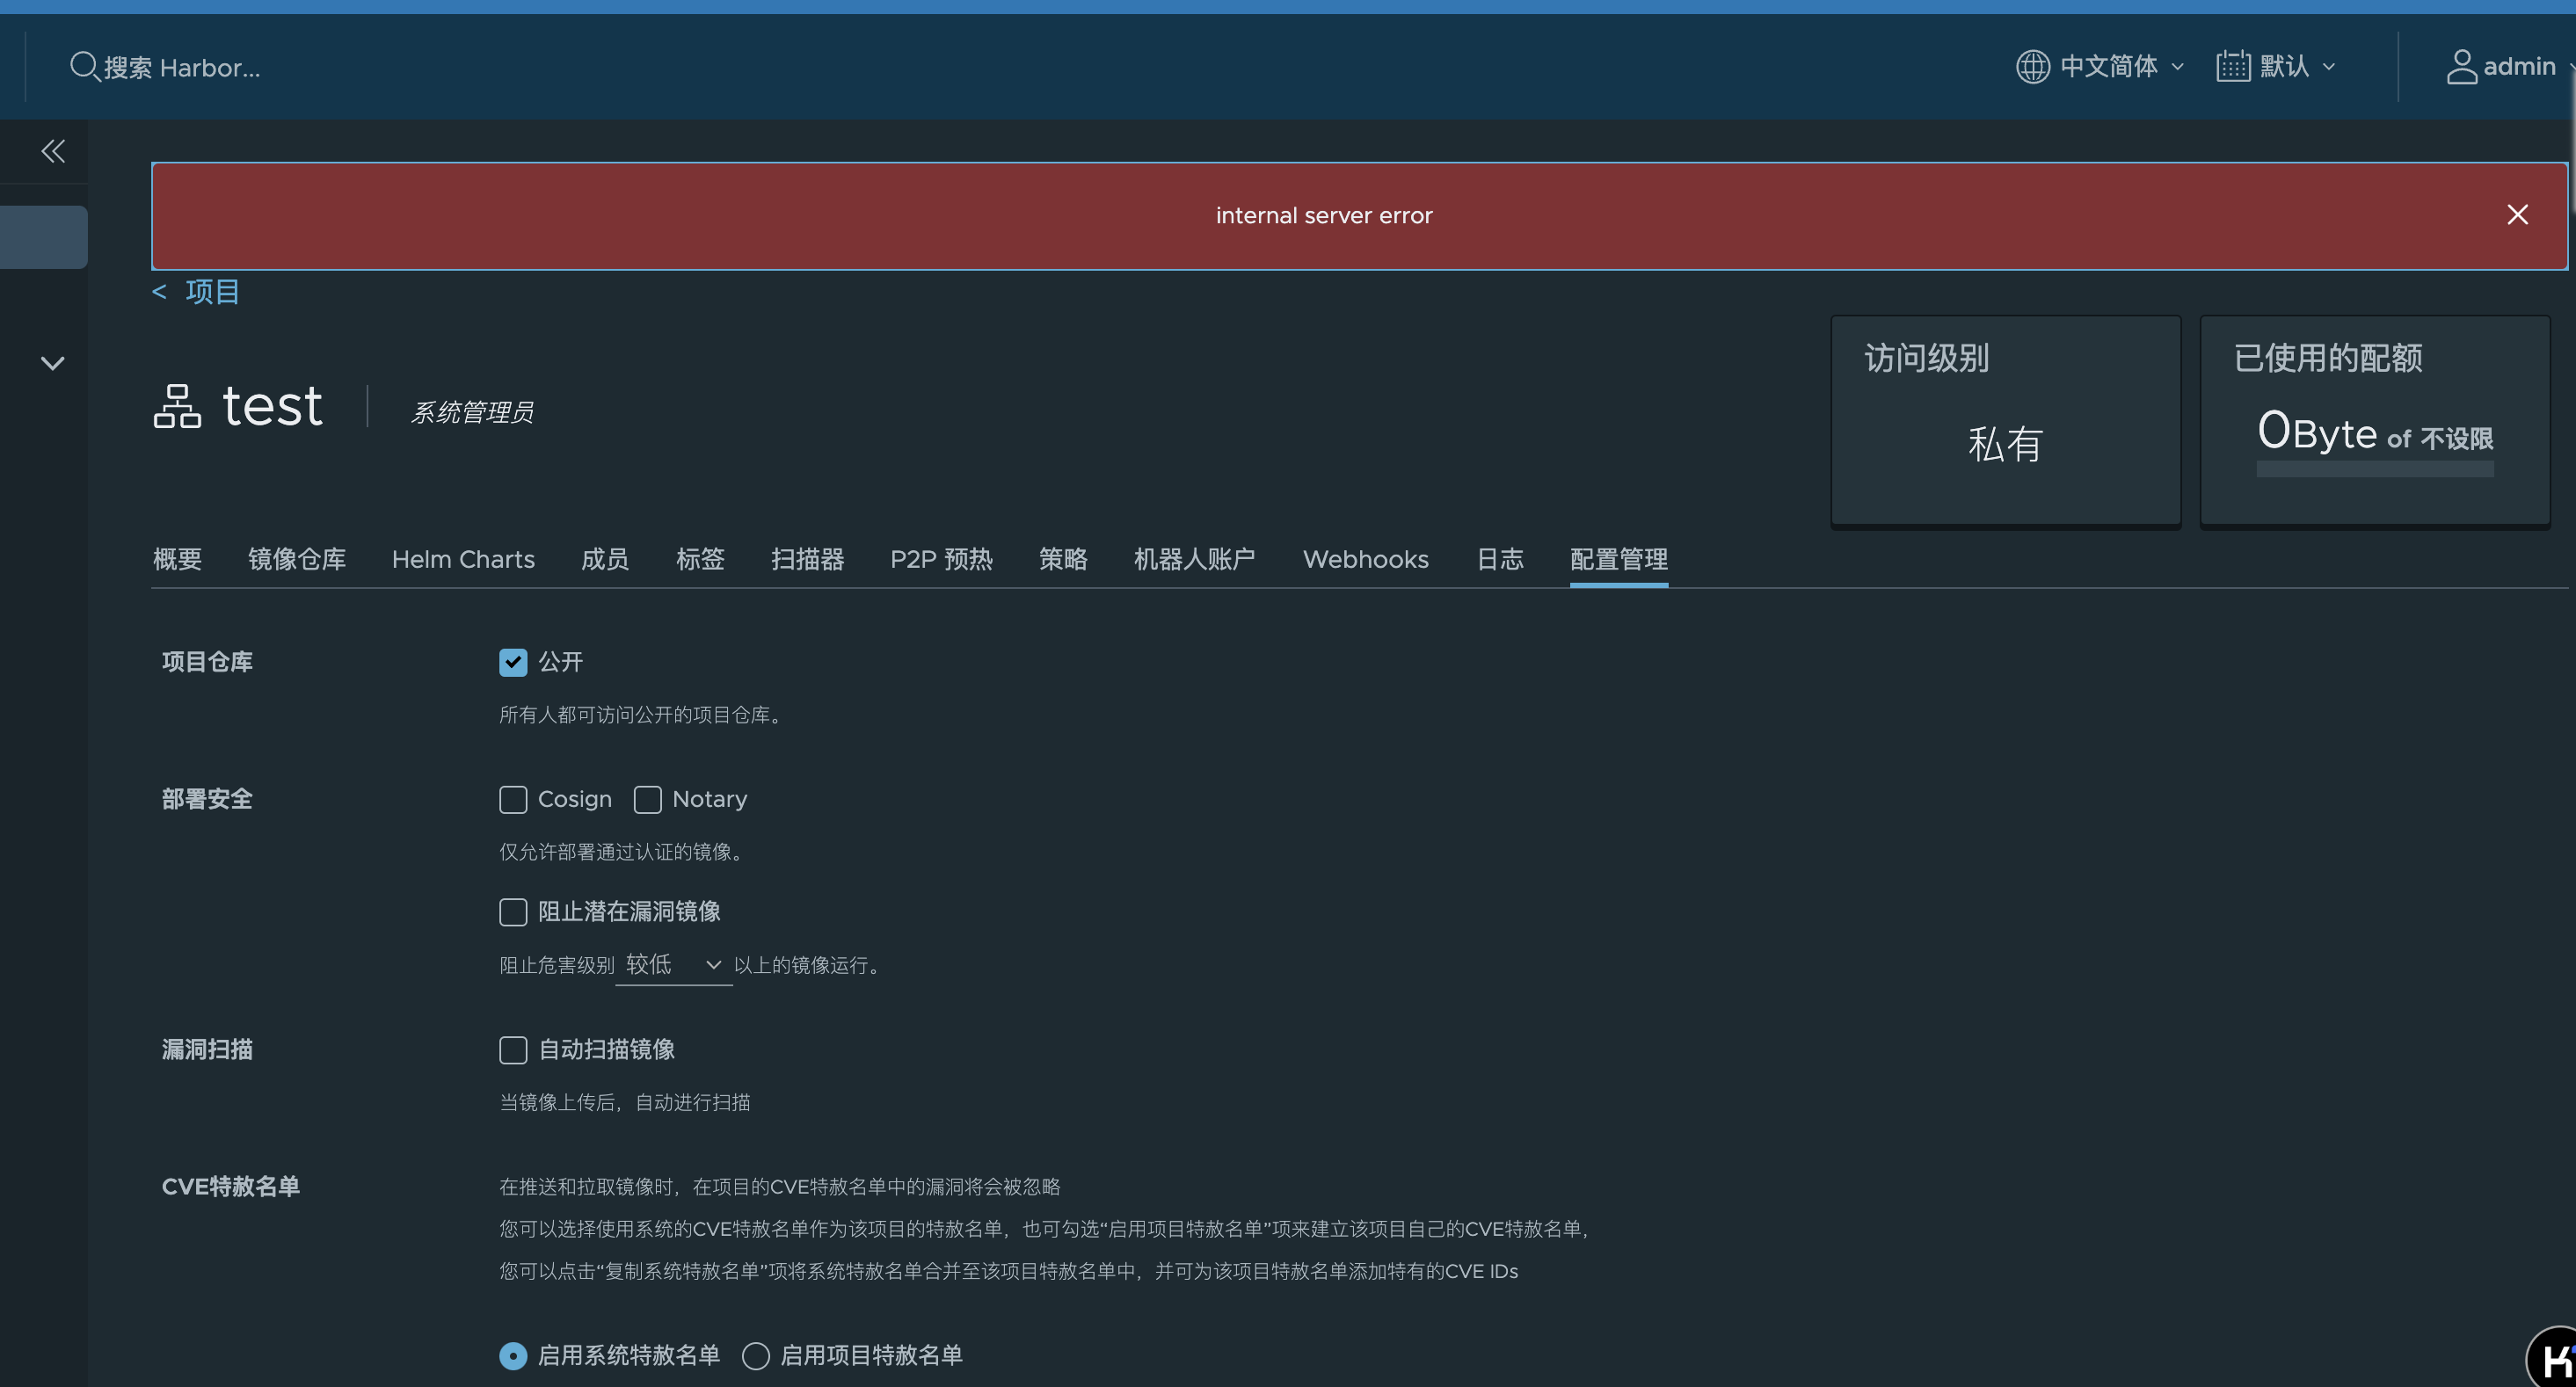 搜索 Harbor...
中文简体
默认
admin
internal server error
< 项目
test
系统管理员
访问级别
私有
已使用的配额
0Byte of 不设限
概要 镜像仓库 Helm Charts 成员 标签 扫描器 P2P 预热 策略 机器人账户 Webhooks 日志 配置管理
项目仓库
公开
所有人都可访问公开的项目仓库。
部署安全
Cosign Notary
仅允许部署通过认证的镜像。
阻止潜在漏洞镜像
阻止危害级别 较低 以上的镜像运行。
漏洞扫描
自动扫描镜像
当镜像上传后，自动进行扫描
CVE特赦名单
在推送和拉取镜像时，在项目的CVE特赦名单中的漏洞将会被忽略
您可以选择使用系统的CVE特赦名单作为该项目的特赦名单，也可勾选“启用项目特赦名单”项来建立该项目自己的CVE特赦名单，
您可以点击“复制系统特赦名单”项将系统特赦名单合并至该项目特赦名单中，并可为该项目特赦名单添加特有的CVE IDs
启用系统特赦名单 启用项目特赦名单